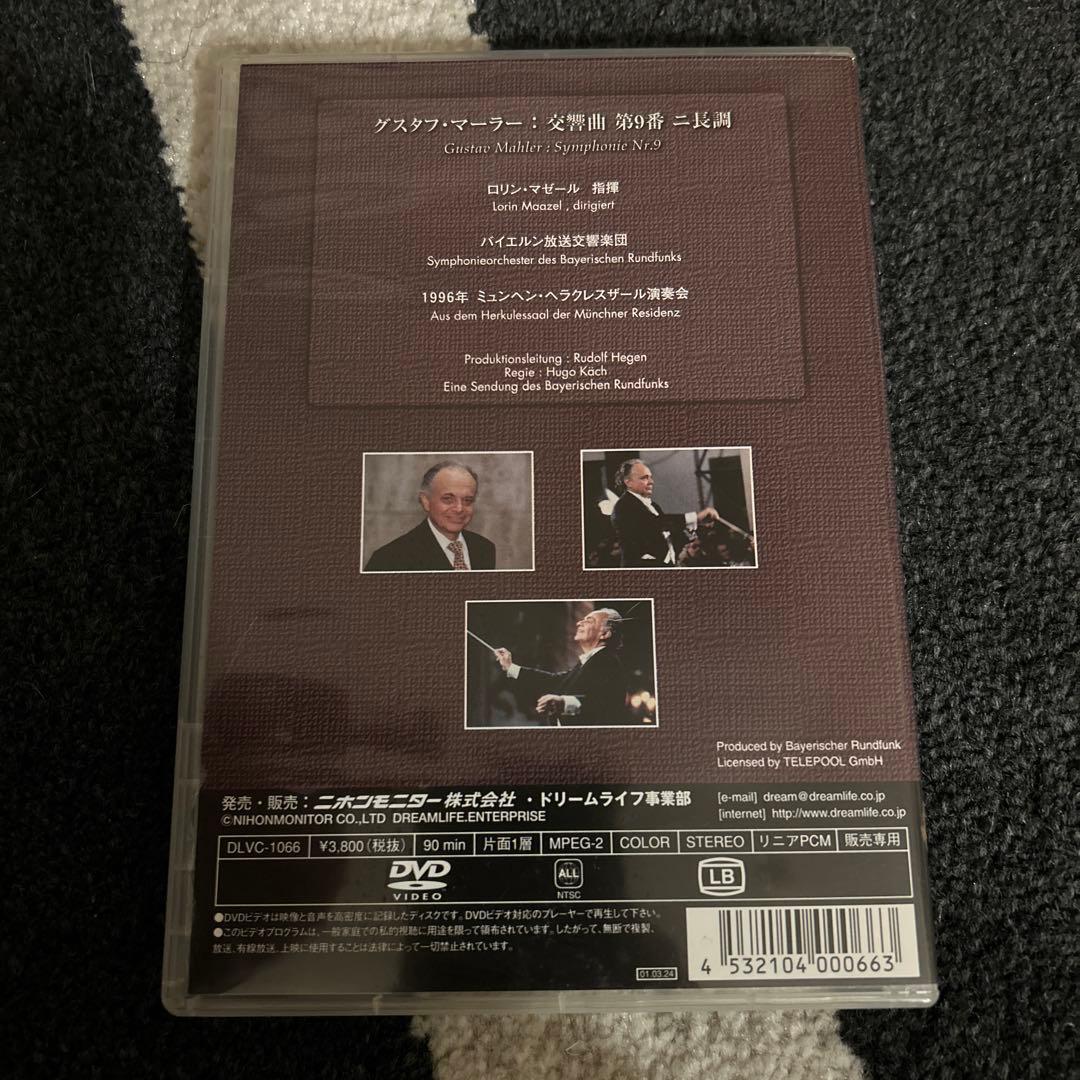 グスタフ・マーラー：交響曲 第9番 ニ長調
Gustav Mahler : Symphonie Nr.9
ロリン・マゼール 指揮
Lorin Maazel , dirigiert
バイエルン放送交響楽団
Symphonieorchester des Bayerischen Rundfunks
1996年 ミュンヘン・ヘラクレスザール演奏会
Aus dem Herkulessaal der Münchner Residenz
Produktionsleitung : Rudolf Hegen
Regie : Hugo Käch
Eine Sendung des Bayerischen Rundfunks
Produced by Bayerischer Rundfunk
Licensed by TELEPOOL GmbH
発売・販売：ニホンモニター株式会社・ドリームライフ事業部
[e-mail] dream@dreamlife.co.jp
©NIHONMONITOR CO.,LTD DREAMLIFE.ENTERPRISE
[internet] http://www.dreamlife.co.jp
DLVC-1066 ¥3,800(税抜) 90 min 片面1層 MPEG-2 COLOR STEREO リニアPCM 販売専用
DVD
VIDEO
ALL
NTSC
LB
●DVDビデオは映像と音声を高密度に記録したディスクです。DVDビデオ対応のプレーヤーで再生して下さい。
●このビデオプログラムは、一般家庭での私的視聴に用途を限って頒布されています。したがって、無断で複製、
放送、有線放送、上映に使用することは法律によって一切禁止されています。
01.03.24
4 532104 000663